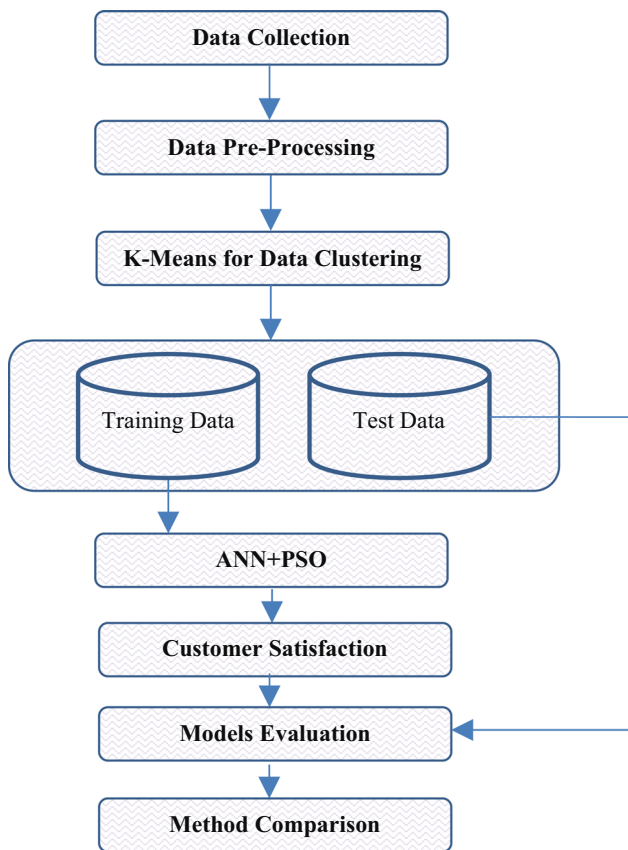 Data Collection
Data Pre-Processing
K-Means for Data Clustering
Training Data
Test Data
ANN+PSO
Customer Satisfaction
Models Evaluation
Method Comparison